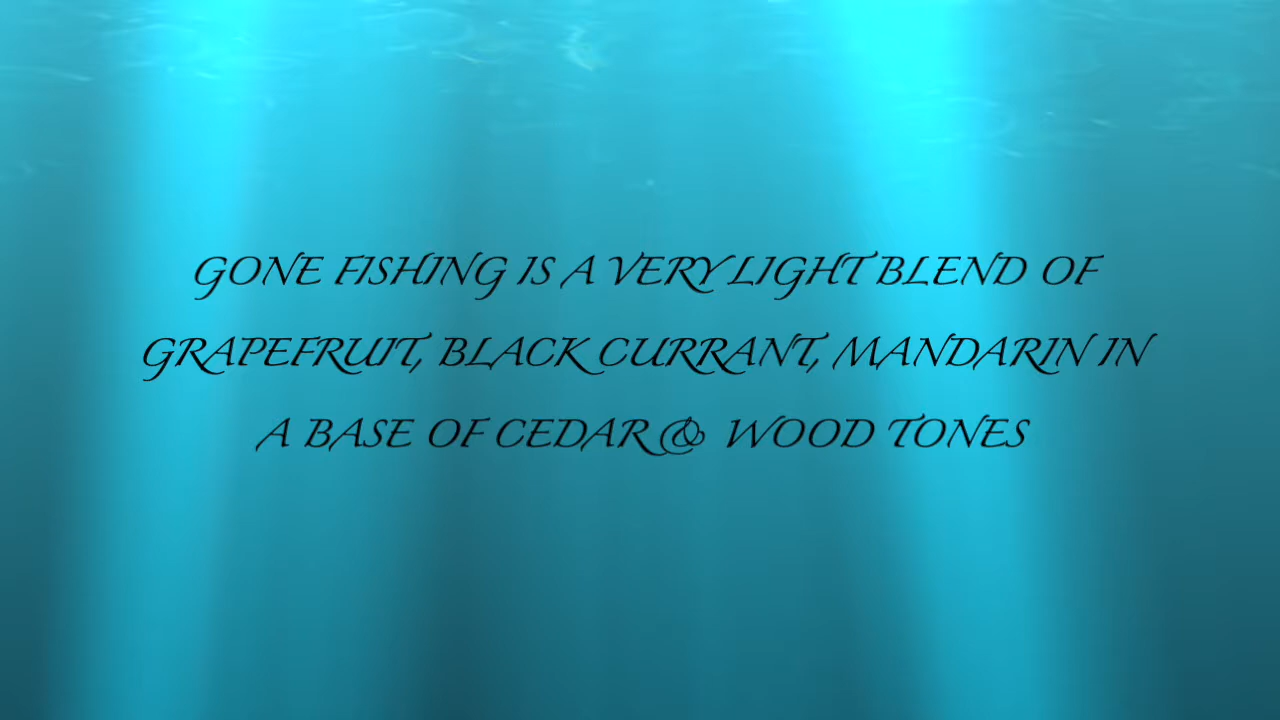 GONE FISHING IS A VERY LIGHT BLEND OF
GRAPEFRUIT, BLACK CURRANT, MANDARIN IN
A BASE OF CEDAR & WOOD TONES